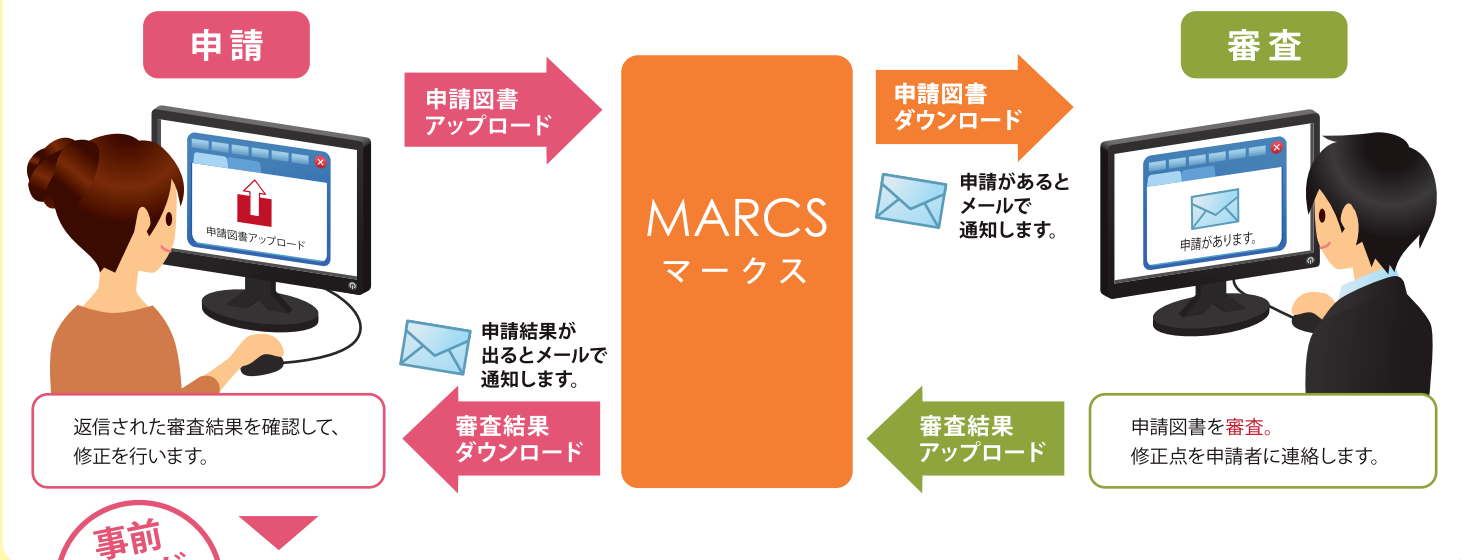 申請
審査
申請図書
アップロード
申請図書
ダウンロード
申請があると
メールで
通知します。
申請図書アップロード
MARCS
マークス
申請があります。
申請結果が
出るとメールで
通知します。
審査結果
ダウンロード
審査結果
アップロード
返信された審査結果を確認して、
修正を行います。
申請図書を審査。
修正点を申請者に連絡します。
事前